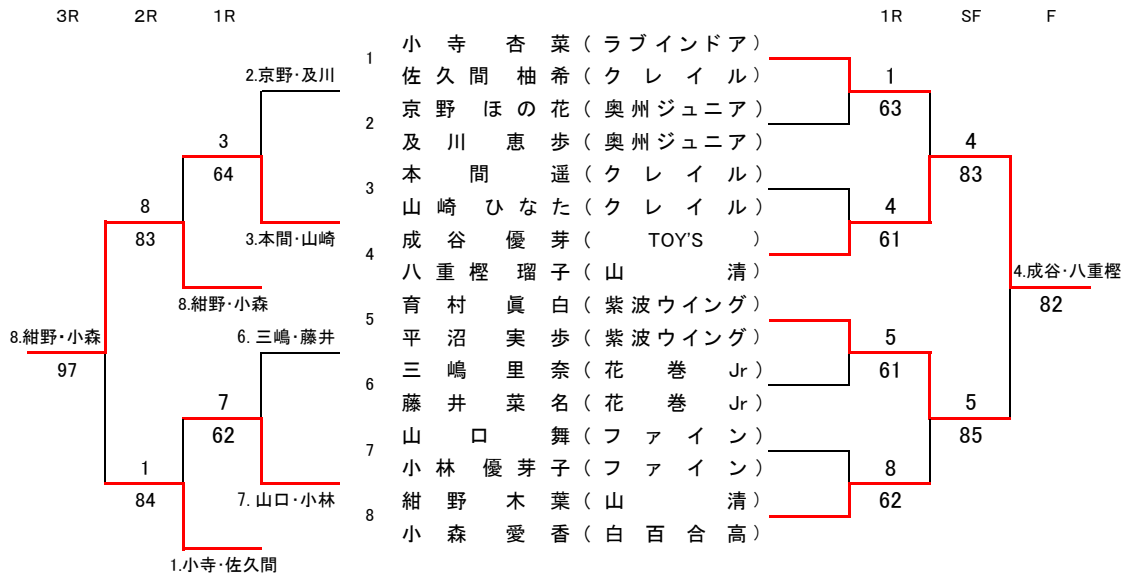 3R 2R 1R 1R SF F
1 小寺 杏菜 (ラブインドア)
佐久間 柚希 (クレイル)
2 京野 ほの花 (奥州ジュニア)
及川 恵歩 (奥州ジュニア)
3 本間 遥 (クレイル)
山崎 ひなた (クレイル)
4 成谷 優芽 (TOY'S)
八重樫 瑠子 (山清)
5 育村 眞白 (紫波ウイング)
平沼 実歩 (紫波ウイング)
6 三嶋 里奈 (花巻 Jr)
藤井 菜名 (花巻 Jr)
7 山口 舞 (ファイン)
小林 優芽子 (ファイン)
8 紺野 木葉 (山清)
小森 愛香 (白百合高)
2.京野・及川
3
64
3.本間・山崎
8
83
8.紺野・小森
8.紺野・小森
97
6. 三嶋・藤井
7
62
7. 山口・小林
1
84
1.小寺・佐久間
1
63
4
61
4
83
5
61
8
62
5
85
4.成谷・八重樫
82